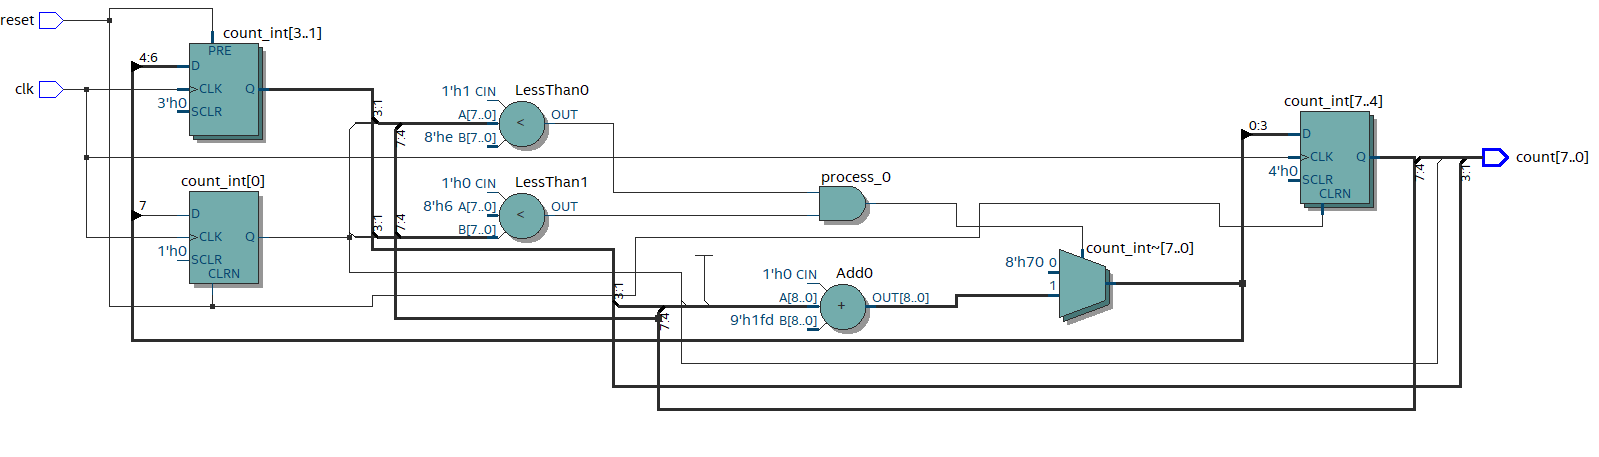 reset
count_int[3..1]
PRE
4:6
D
clk
CLK
Q
3'h0
SCLR
3:1
7:4
1'h1 CIN
LessThan0
A[7..0]
<
OUT
8'he B[7..0]
count_int[7..4]
0:3
D
CLK
Q
4'h0
SCLR
CLRN
7:4
3:1
count[7..0]
count_int[0]
7
D
CLK
Q
1'h0
SCLR
CLRN
3:1
7:4
1'h0 CIN
LessThan1
8'h6 A[7..0]
<
OUT
B[7..0]
process_0
count_int~[7..0]
8'h70 0
1
1'h0 CIN
Add0
A[8..0]
+
OUT[8..0]
9'h1fd B[8..0]
3:1
7:4